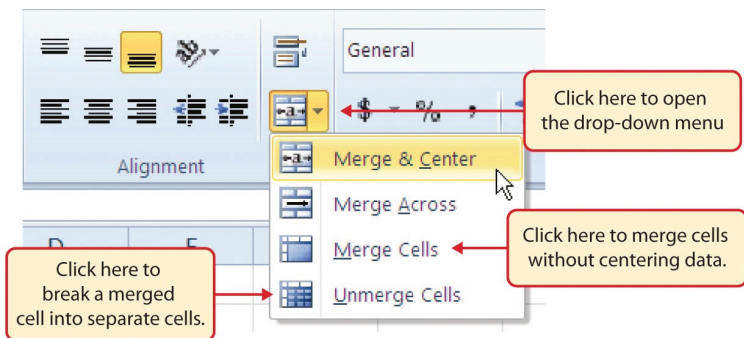 General
$ % ,
Click here to open
the drop-down menu
Alignment
Merge & Center
Merge Across
Merge Cells
Click here to merge cells
without centering data.
Click here to
break a merged
cell into separate cells.
Unmerge Cells